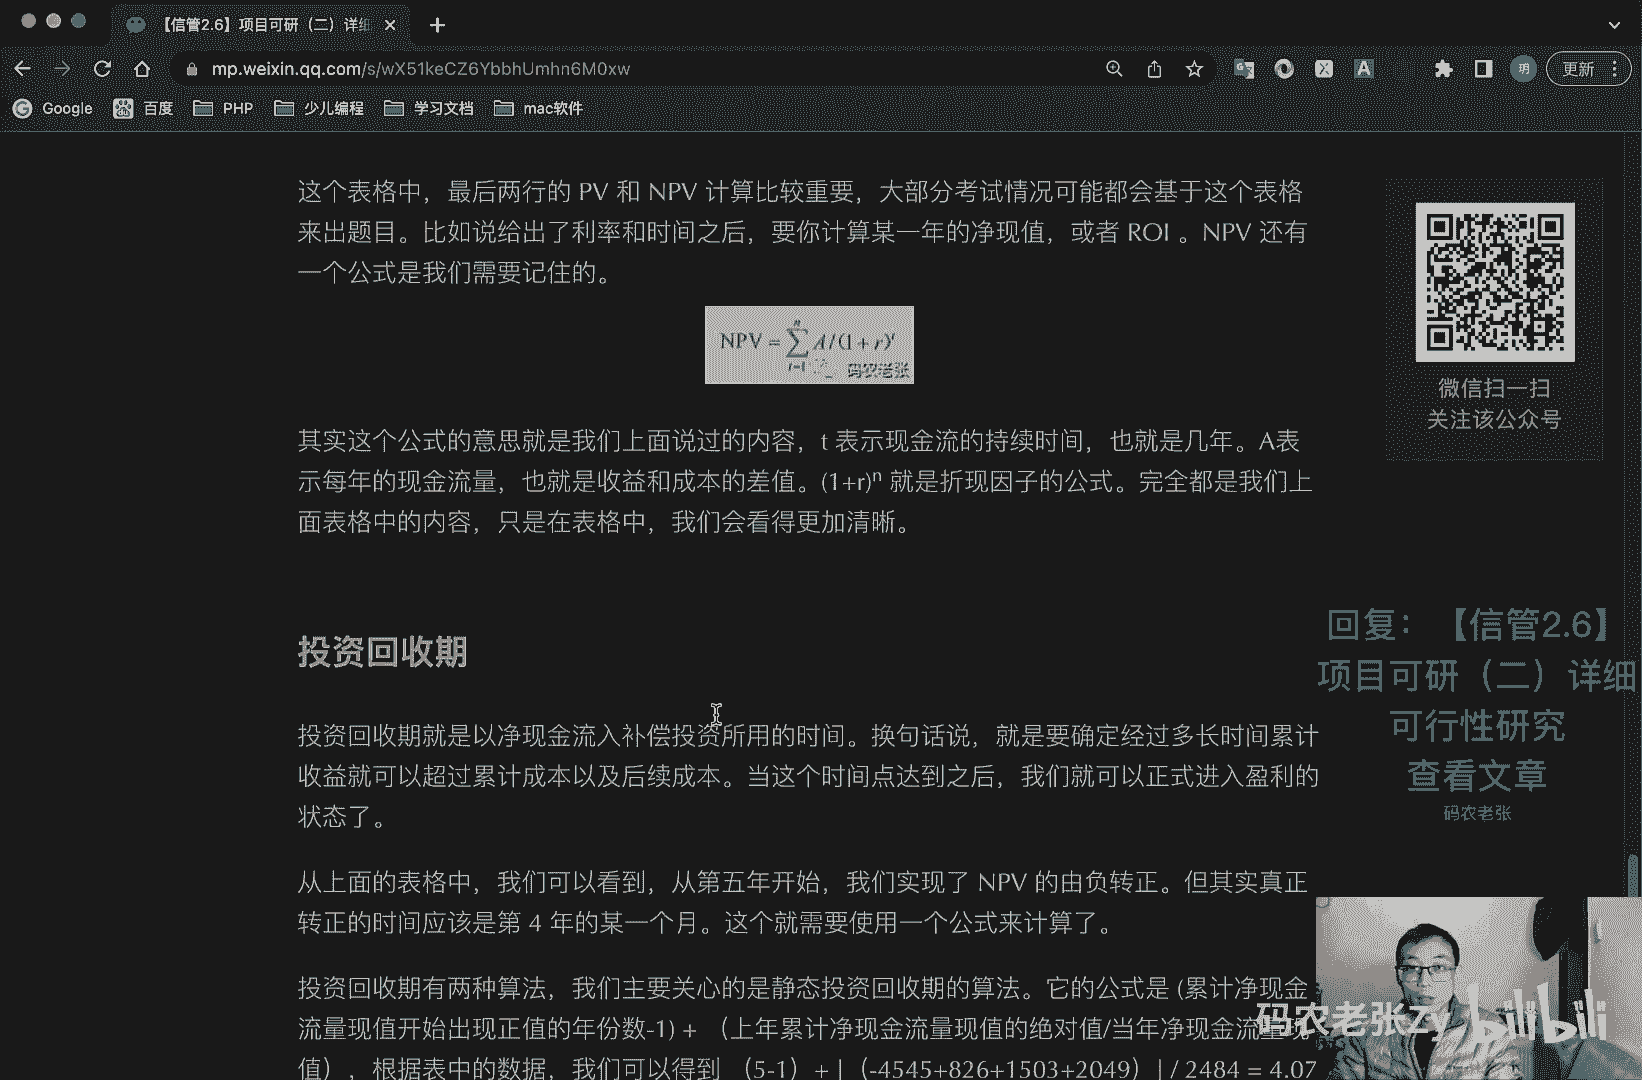 【信管2.6】项目可研（二）详细
mp.weixin.qq.com/s/wX51keCZ6YbbhUmhn6M0xw
更新
Google
百度
PHP
少儿编程
学习文档
mac软件
这个表格中，最后两行的 PV 和 NPV 计算比较重要，大部分考试情况可能都会基于这个表格
来出题目。比如说给出了利率和时间之后，要你计算某一年的净现值，或者 ROI 。NPV 还有
一个公式是我们需要记住的。
NPV = ∑ A / (1 + r)^t
码农老张
其实这个公式的意思就是我们上面说过的内容，t 表示现金流的持续时间，也就是几年。A表
示每年的现金流量，也就是收益和成本的差值。(1+r)ⁿ 就是折现因子的公式。完全都是我们上
面表格中的内容，只是在表格中，我们会看得更加清晰。
投资回收期
投资回收期就是以净现金流入补偿投资所用的时间。换句话说，就是要确定经过多长时间累计
收益就可以超过累计成本以及后续成本。当这个时间点达到之后，我们就可以正式进入盈利的
状态了。
从上面的表格中，我们可以看到，从第五年开始，我们实现了 NPV 的由负转正。但其实真正
转正的时间应该是第 4 年的某一个月。这个就需要使用一个公式来计算了。
投资回收期有两种算法，我们主要关心的是静态投资回收期的算法。它的公式是 (累计净现金
流量现值开始出现正值的年份数-1) + （上年累计净现金流量现值的绝对值/当年净现金流量现
值），根据表中的数据，我们可以得到 （5-1）+ |（-4545+826+1503+2049）| / 2484 = 4.07
微信扫一扫
关注该公众号
回复：【信管2.6】
项目可研（二）详细
可行性研究
查看文章
码农老张
码农老张Zy
bilibili